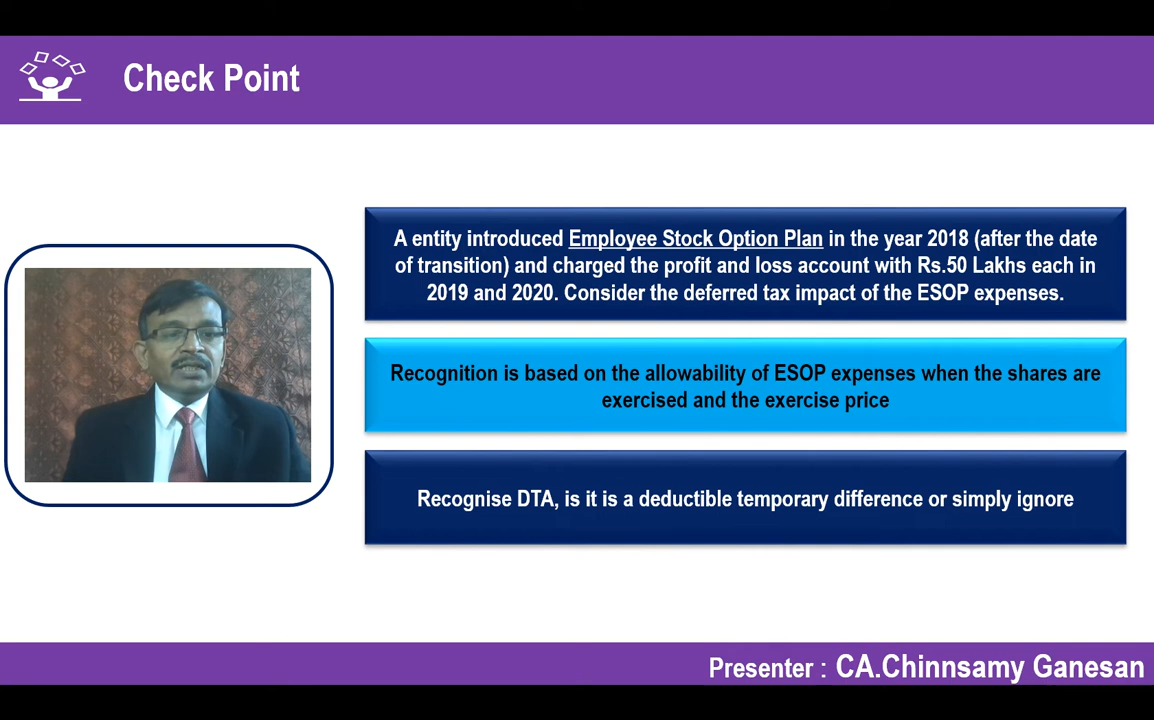 Check Point
A entity introduced Employee Stock Option Plan in the year 2018 (after the date
of transition) and charged the profit and loss account with Rs.50 Lakhs each in
2019 and 2020. Consider the deferred tax impact of the ESOP expenses.
Recognition is based on the allowability of ESOP expenses when the shares are
exercised and the exercise price
Recognise DTA, is it is a deductible temporary difference or simply ignore
Presenter : CA.Chinnsamy Ganesan